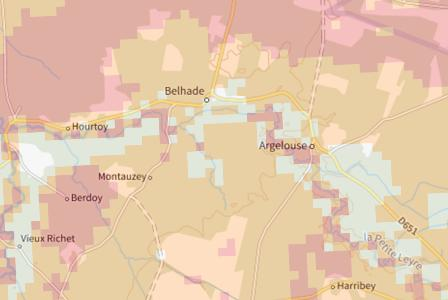 Belhade
Hourtoy
Argelouse
Montauzey
Berdoy
D651
Vieux Richet
la Petite Leyre
Harribey